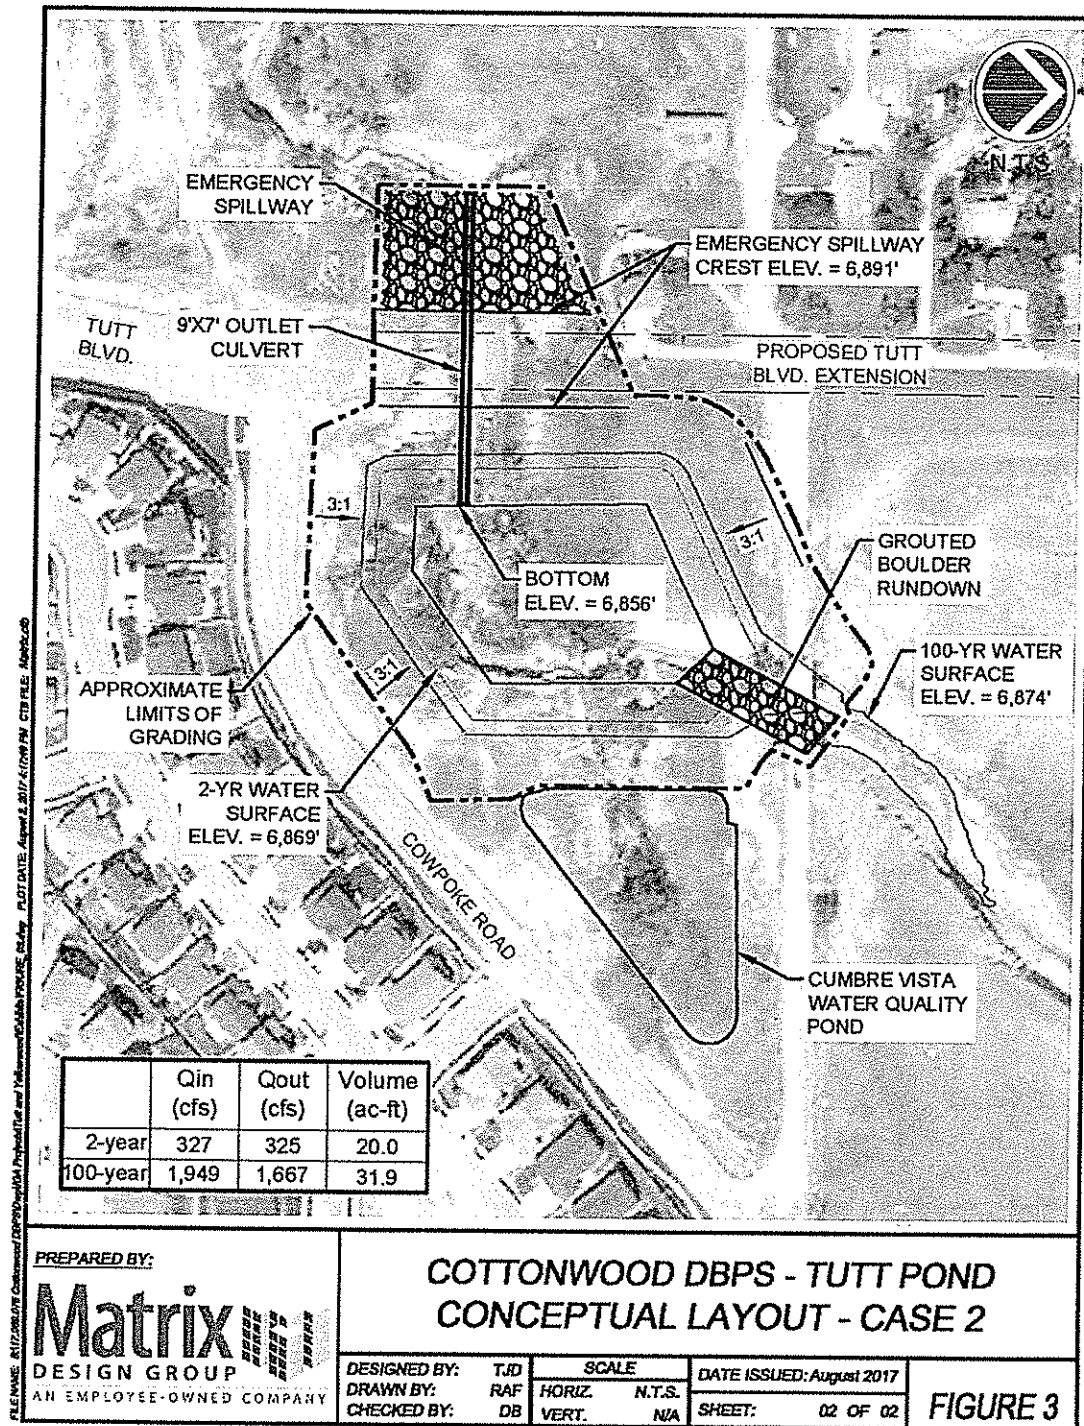 N.T.S
EMERGENCY
SPILLWAY
EMERGENCY SPILLWAY
CREST ELEV. = 6,891'
TUTT
BLVD.
9'X7' OUTLET
CULVERT
PROPOSED TUTT
BLVD. EXTENSION
3:1
3:1
GROUTED
BOULDER
RUNDOWN
BOTTOM
ELEV. = 6,856'
100-YR WATER
SURFACE
ELEV. = 6,874'
3:1
APPROXIMATE
LIMITS OF
GRADING
2-YR WATER
SURFACE
ELEV. = 6,869'
COWPOKE ROAD
CUMBRE VISTA
WATER QUALITY
POND
Qin (cfs) Qout (cfs) Volume (ac-ft)
2-year 327 325 20.0
100-year 1,949 1,667 31.9
PREPARED BY:
Matrix
DESIGN GROUP
AN EMPLOYEE-OWNED COMPANY
COTTONWOOD DBPS - TUTT POND
CONCEPTUAL LAYOUT - CASE 2
DESIGNED BY: TJD
DRAWN BY: RAF
CHECKED BY: DB
SCALE
HORIZ. N.T.S.
VERT. N/A
DATE ISSUED: August 2017
SHEET: 02 OF 02
FIGURE 3